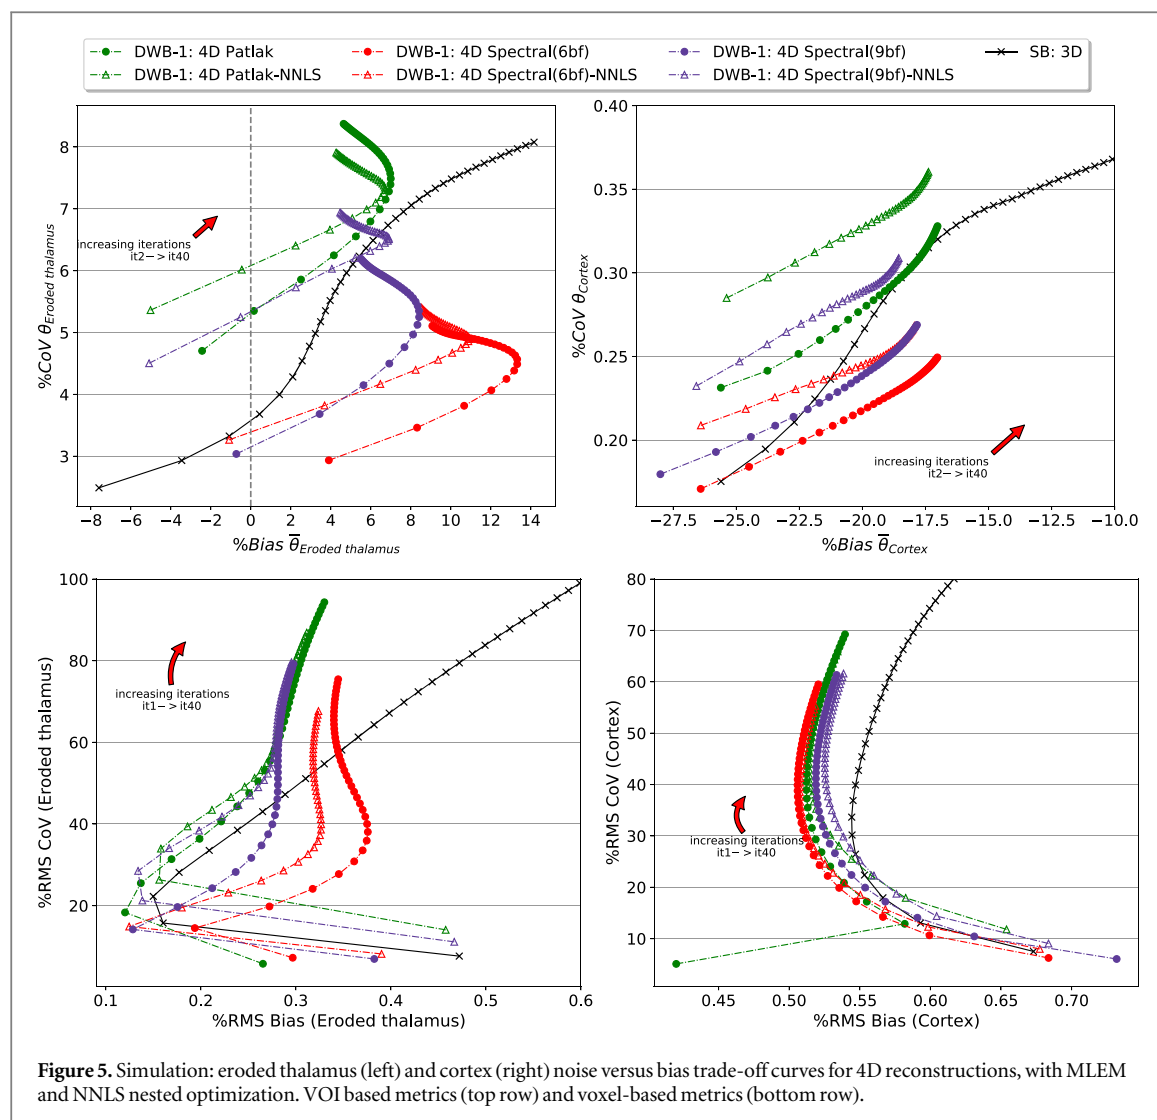 DWB-1: 4D Patlak
DWB-1: 4D Patlak-NNLS
DWB-1: 4D Spectral(6bf)
DWB-1: 4D Spectral(6bf)-NNLS
DWB-1: 4D Spectral(9bf)
DWB-1: 4D Spectral(9bf)-NNLS
SB: 3D
8
7
6
5
4
3
%CoV θEroded thalamus
increasing iterations
it2−> it40
−8 −6 −4 −2 0 2 4 6 8 10 12 14
%Bias θ̅Eroded thalamus
0.40
0.35
0.30
0.25
0.20
%CoV θCortex
increasing iterations
it2−> it40
−27.5 −25.0 −22.5 −20.0 −17.5 −15.0 −12.5 −10.0
%Bias θ̅Cortex
100
80
60
40
20
%RMS CoV (Eroded thalamus)
increasing iterations
it1−> it40
0.1 0.2 0.3 0.4 0.5 0.6
%RMS Bias (Eroded thalamus)
80
70
60
50
40
30
20
10
%RMS CoV (Cortex)
increasing iterations
it1−> it40
0.45 0.50 0.55 0.60 0.65 0.70
%RMS Bias (Cortex)
Figure 5. Simulation: eroded thalamus (left) and cortex (right) noise versus bias trade-off curves for 4D reconstructions, with MLEM
and NNLS nested optimization. VOI based metrics (top row) and voxel-based metrics (bottom row).